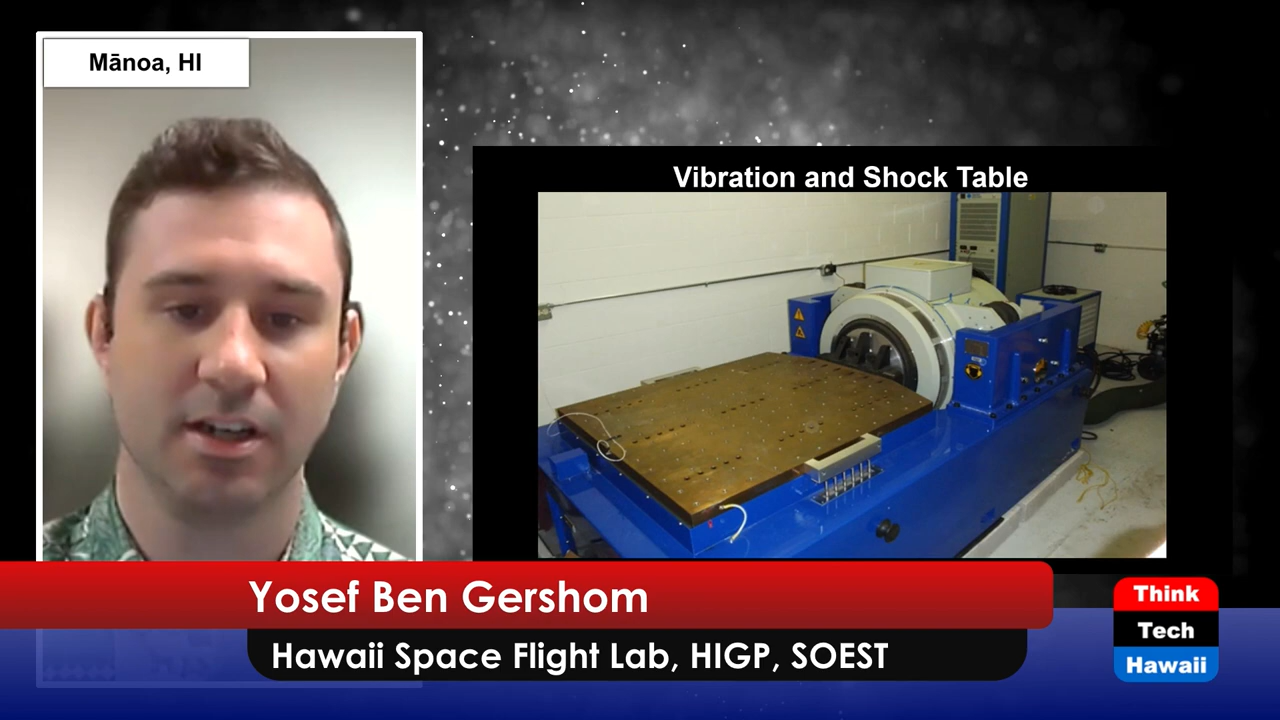 Mānoa, HI
Vibration and Shock Table
Yosef Ben Gershom
Hawaii Space Flight Lab, HIGP, SOEST
Think
Tech
Hawaii